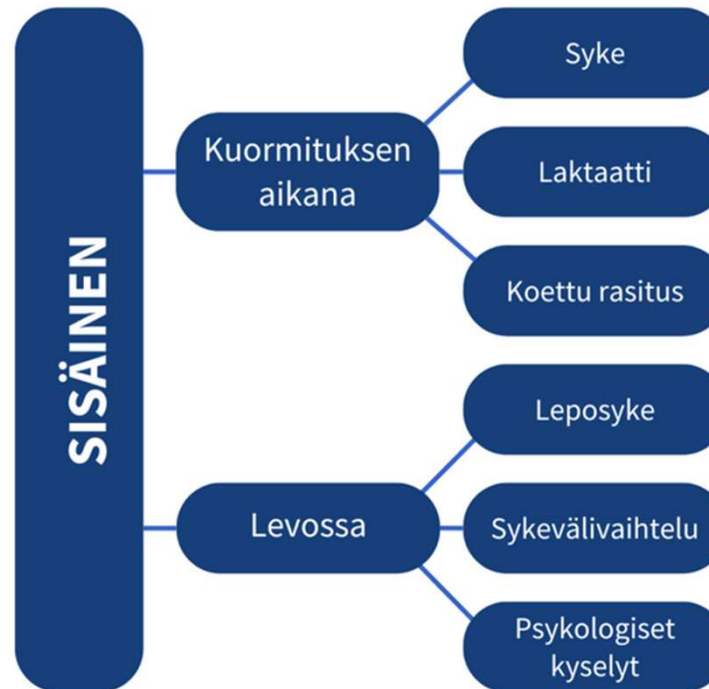 SISÄINEN
Kuormituksen
aikana
Syke
Laktaatti
Koettu rasitus
Levossa
Leposyke
Sykevälivaihtelu
Psykologiset
kyselyt